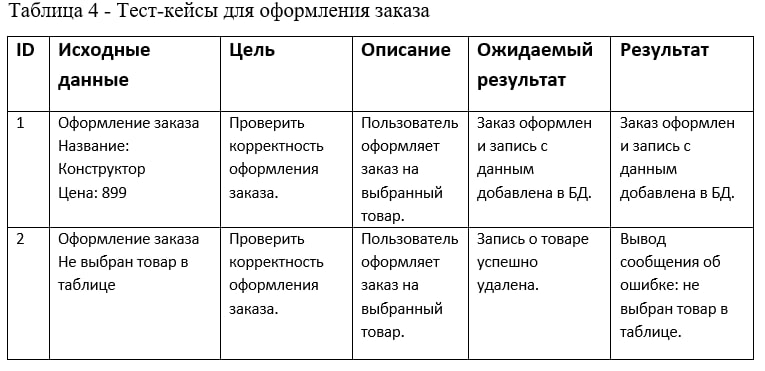 Таблица 4 - Тест-кейсы для оформления заказа
ID Исходные данные Цель Описание Ожидаемый результат Результат
1
Оформление заказа
Название:
Конструктор
Цена: 899
Проверить
корректность
оформления
заказа.
Пользователь
оформляет
заказ на
выбранный
товар.
Заказ оформлен
и запись с
данным
добавлена в БД.
Заказ оформлен
и запись с
данным
добавлена в БД.
2
Оформление заказа
Не выбран товар в
таблице
Проверить
корректность
оформления
заказа.
Пользователь
оформляет
заказ на
выбранный
товар.
Запись о товаре
успешно
удалена.
Вывод
сообщения об
ошибке: не
выбран товар в
таблице.